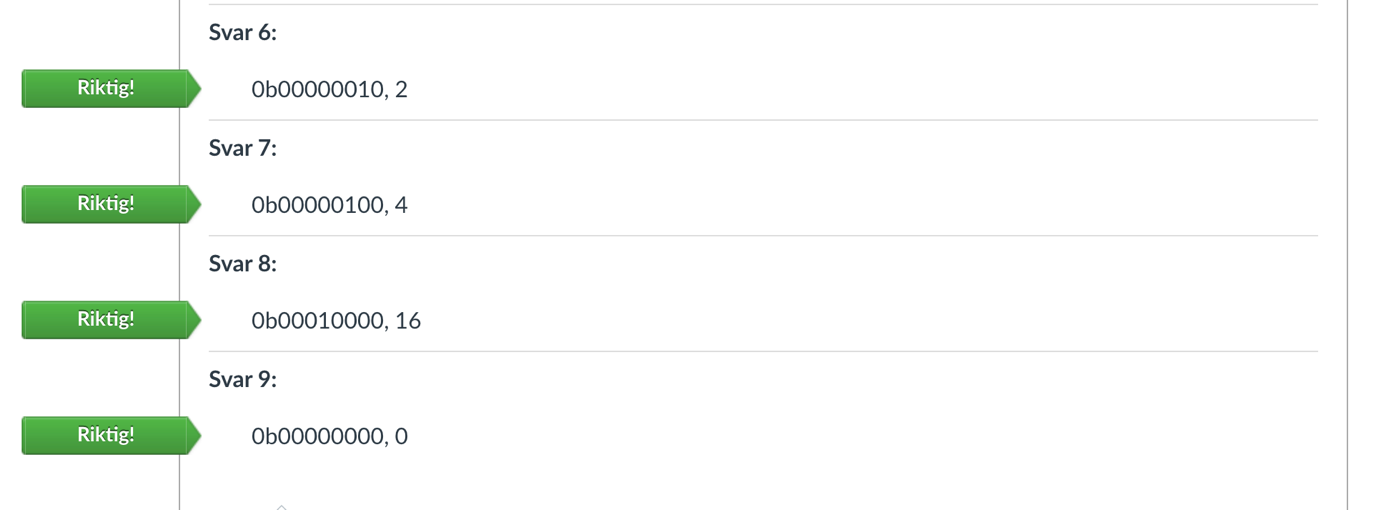 Svar 6:
Riktig!
0b00000010, 2
Svar 7:
Riktig!
0b00000100, 4
Svar 8:
Riktig!
0b00010000, 16
Svar 9:
Riktig!
0b00000000, 0